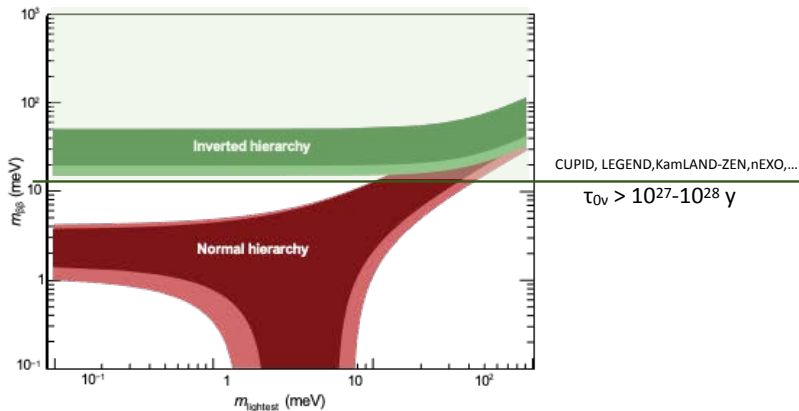 10³
10²
10
1
10⁻¹
m_ββ (meV)
Inverted hierarchy
Normal hierarchy
CUPID, LEGEND,KamLAND-ZEN,nEXO,...
τ₀ᵥ > 10²⁷-10²⁸ y
10⁻¹ 1 10 10²
m_lightest (meV)